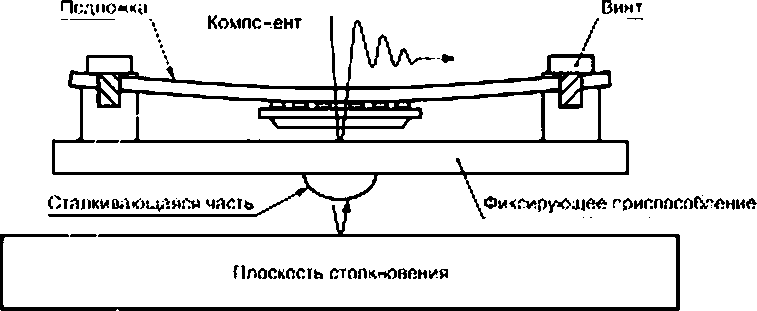 Подложка
Компонент
Винт
Сталкивающаяся часть
Фиксирующее приспособление
Плоскость столкновения